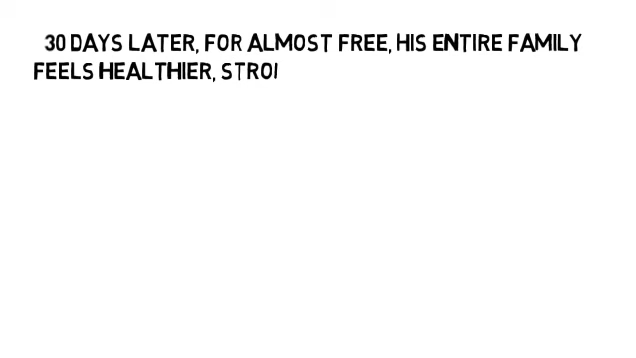 30 DAYS LATER, FOR ALMOST FREE, HIS ENTIRE FAMILY
FEELS HEALTHIER,